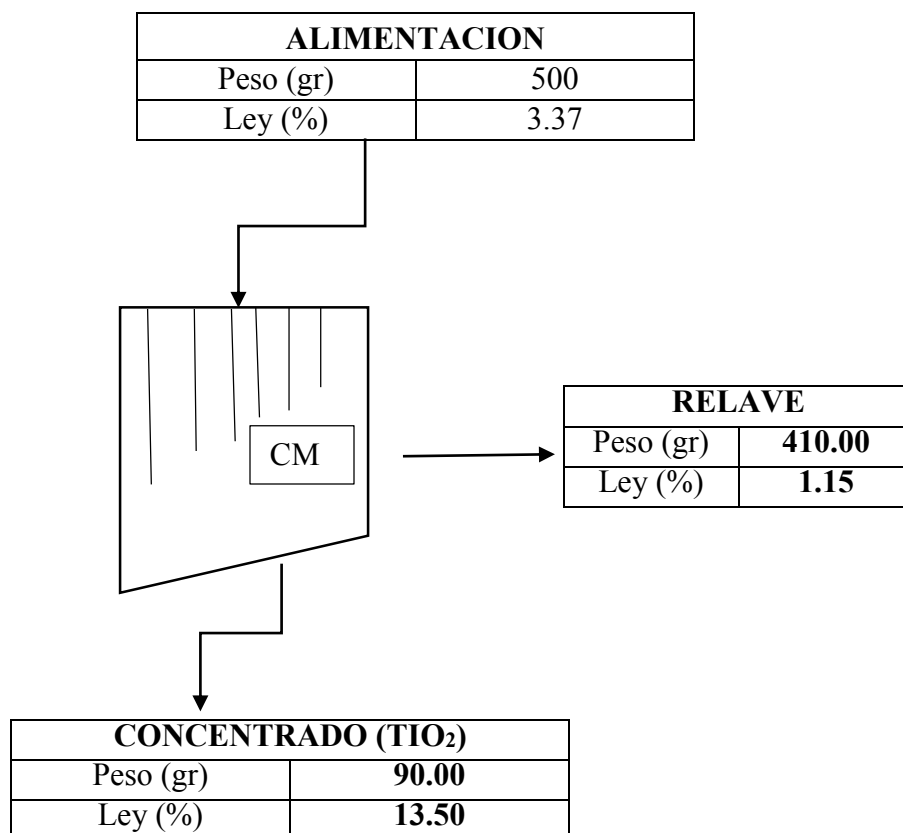 ALIMENTACION
Peso (gr) 500
Ley (%) 3.37
CM
RELAVE
Peso (gr) 410.00
Ley (%) 1.15
CONCENTRADO (TIO₂)
Peso (gr) 90.00
Ley (%) 13.50